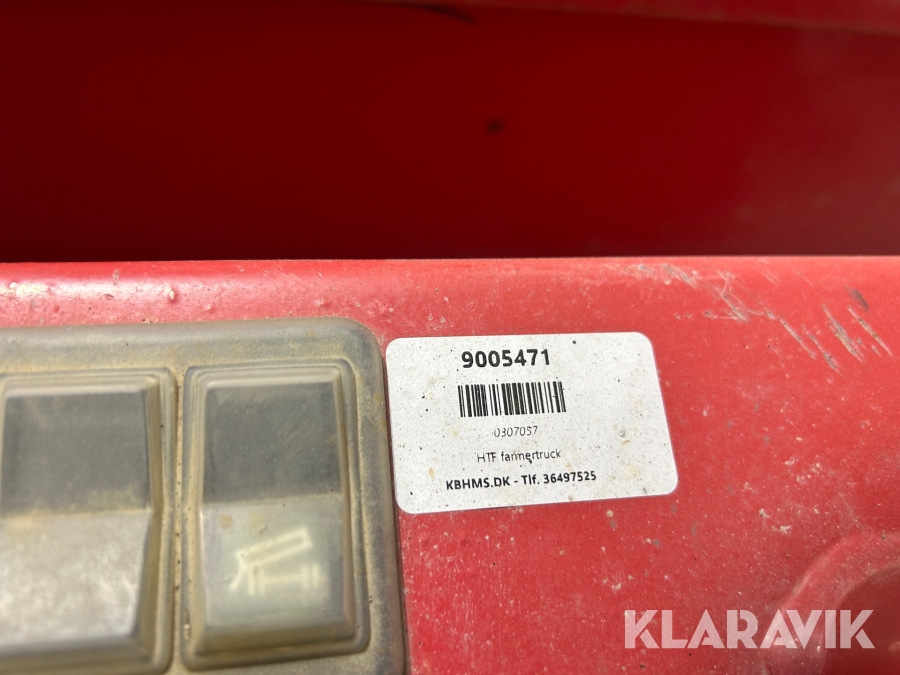 9005471
0307057
HTF farmertruck
KBHMS.DK - Tlf. 36497525
KLARAVIK